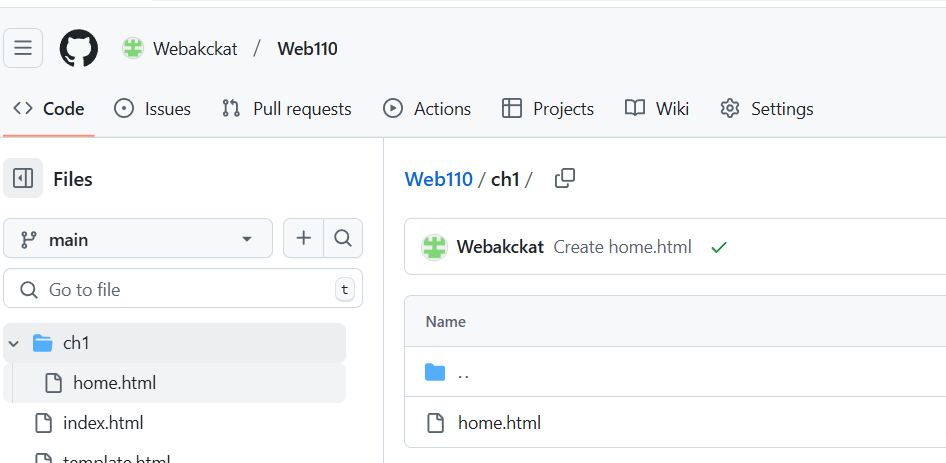 Webakckat / Web110
Code Issues Pull requests Actions Projects Wiki Settings
Files
main
Go to file t
ch1
home.html
index.html
template.html
Web110 / ch1 /
Webakckat Create home.html
Name
..
home.html